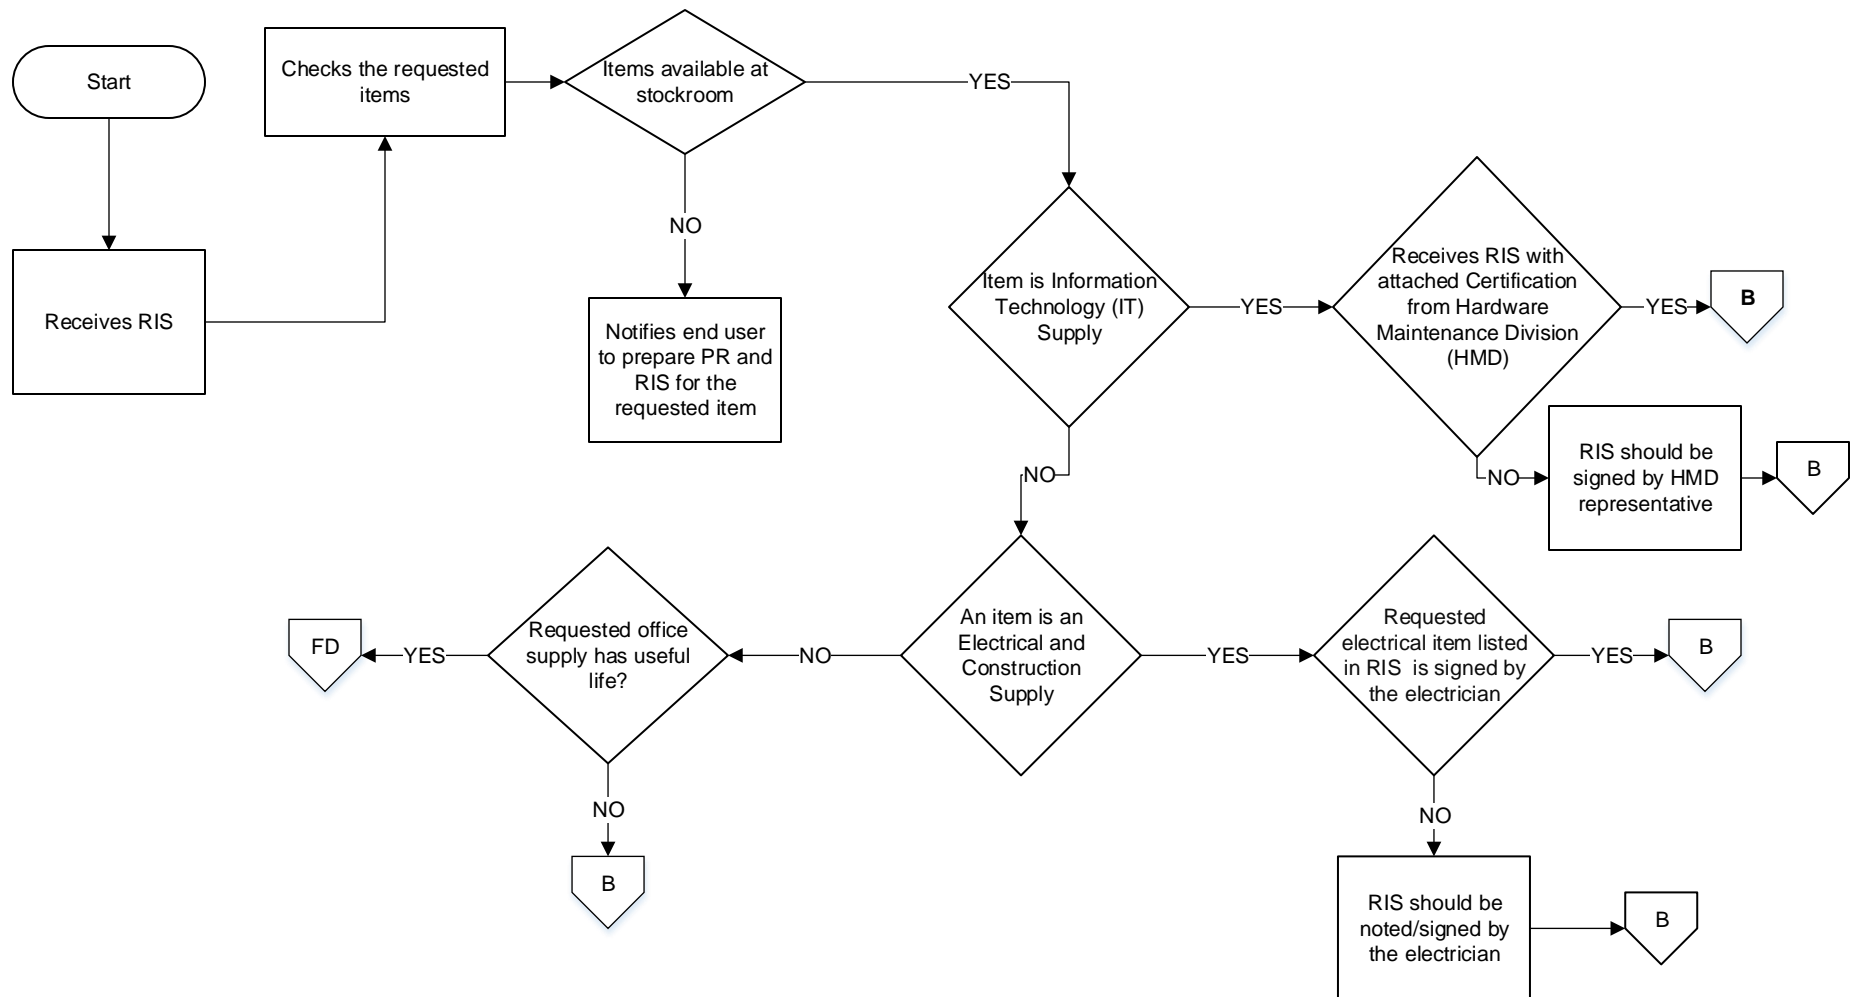 Start
Checks the requested
items
Items available at
stockroom
YES
NO
Receives RIS
Notifies end user
to prepare PR and
RIS for the
requested item
Item is Information
Technology (IT)
Supply
YES
Receives RIS with
attached Certification
from Hardware
Maintenance Division
(HMD)
YES
B
NO
RIS should be
signed by HMD
representative
B
NO
An item is an
Electrical and
Construction
Supply
NO
Requested office
supply has useful
life?
YES
FD
NO
B
YES
Requested
electrical item listed
in RIS is signed by
the electrician
YES
B
NO
RIS should be
noted/signed by
the electrician
B